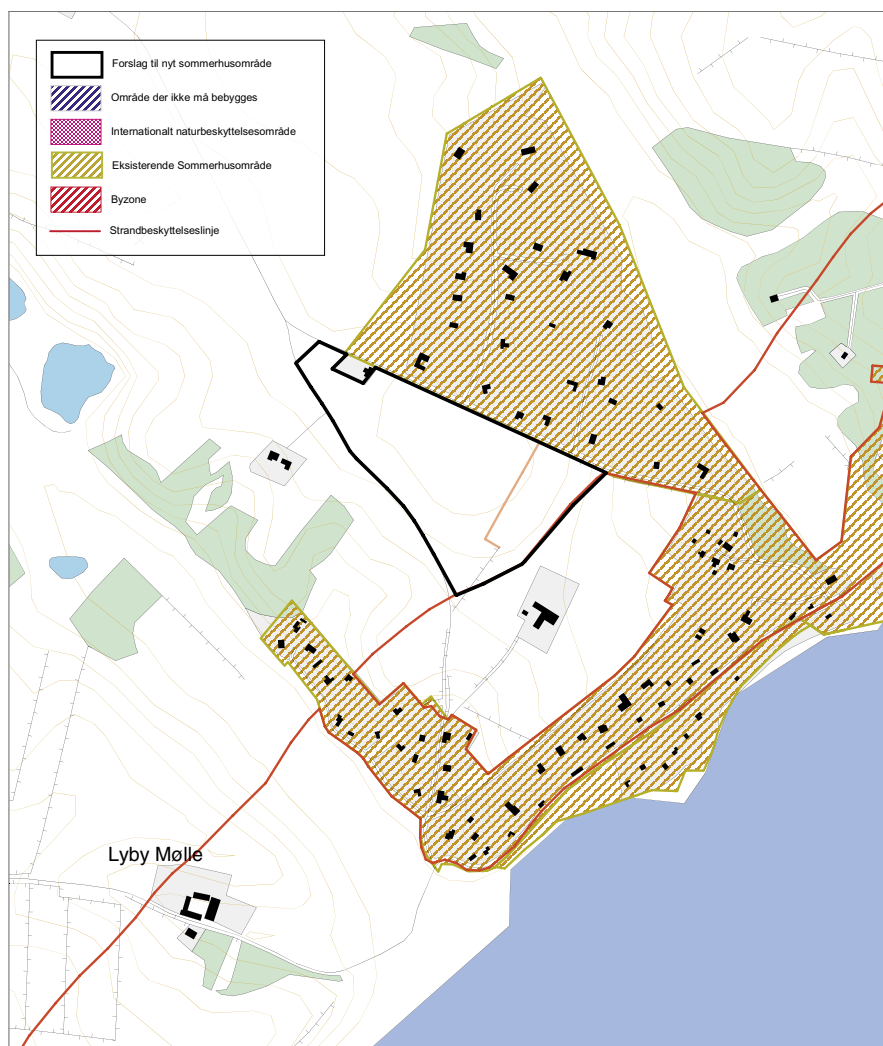 Forslag til nyt sommerhusområde
Område der ikke må bebygges
Internationalt naturbeskyttelsesområde
Eksisterende Sommerhusområde
Byzone
Strandbeskyttelseslinje
Lyby Mølle